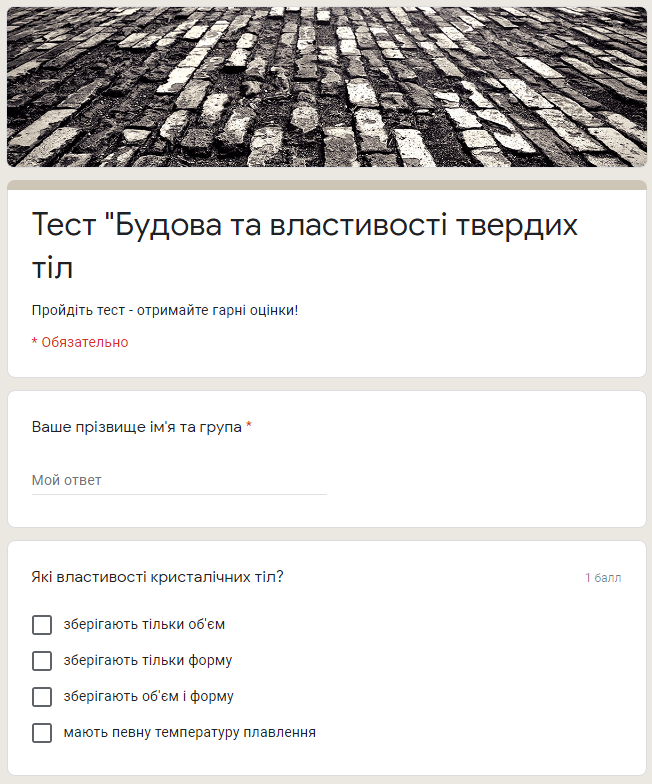 Тест "Будова та властивості твердих
тіл
Пройдіть тест - отримайте гарні оцінки!
* Обязательно
Ваше прізвище ім'я та група *
Мой ответ
Які властивості кристалічних тіл?
1 балл
зберігають тільки об'єм
зберігають тільки форму
зберігають об'єм і форму
мають певну температуру плавлення